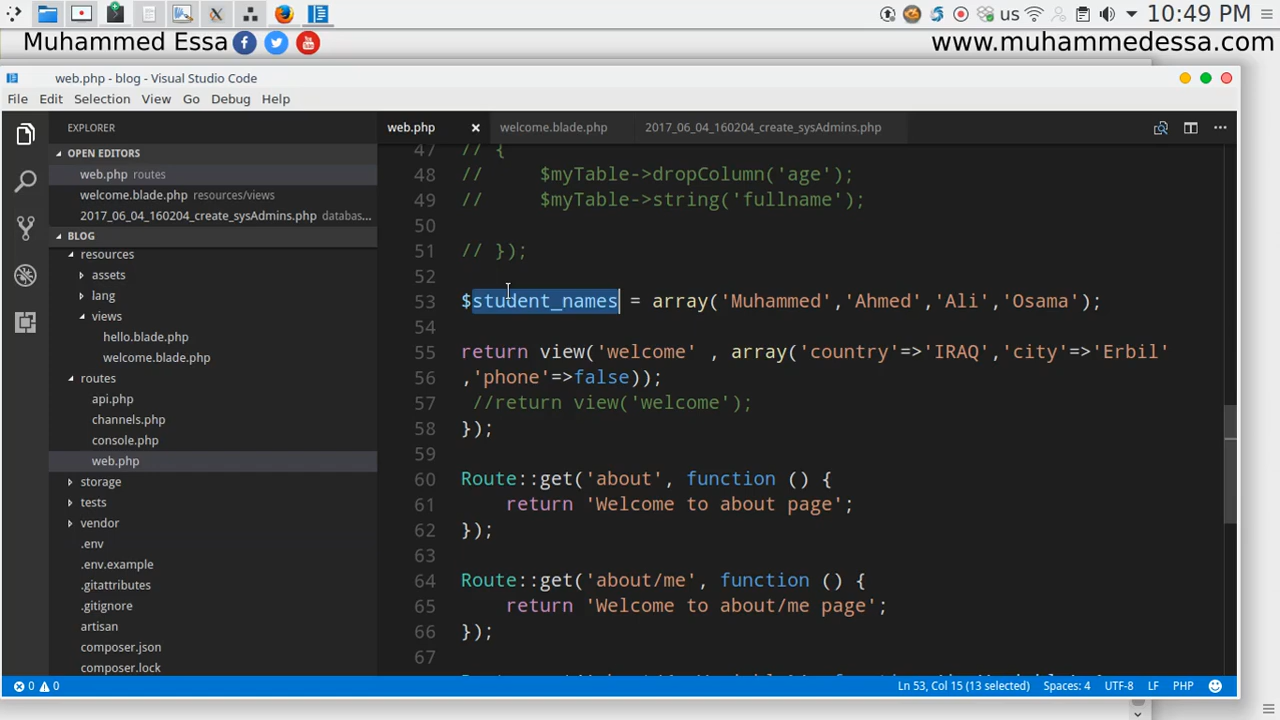 us 10:49 PM
Muhammed Essa
www.muhammedessa.com
web.php - blog - Visual Studio Code
File Edit Selection View Go Debug Help
EXPLORER
OPEN EDITORS
web.php routes
welcome.blade.php resources/views
2017_06_04_160204_create_sysAdmins.php databas...
BLOG
resources
assets
lang
views
hello.blade.php
welcome.blade.php
routes
api.php
channels.php
console.php
web.php
storage
tests
vendor
.env
.env.example
.gitattributes
.gitignore
artisan
composer.json
composer.lock
web.php welcome.blade.php 2017_06_04_160204_create_sysAdmins.php
47 // {
48 //     $myTable->dropColumn('age');
49 //     $myTable->string('fullname');
50
51 // });
52
53 $student_names = array('Muhammed','Ahmed','Ali','Osama');
54
55 return view('welcome' , array('country'=>'IRAQ','city'=>'Erbil'
56 ,'phone'=>false));
57  //return view('welcome');
58 });
59
60 Route::get('about', function () {
61     return 'Welcome to about page';
62 });
63
64 Route::get('about/me', function () {
65     return 'Welcome to about/me page';
66 });
67
0 0 Ln 53, Col 15 (13 selected) Spaces: 4 UTF-8 LF PHP